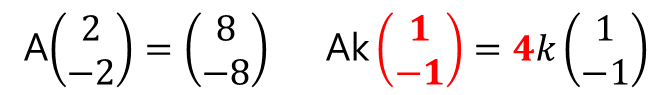 A(2 −2) = (8 −8) Ak(1 −1) = 4k(1 −1)